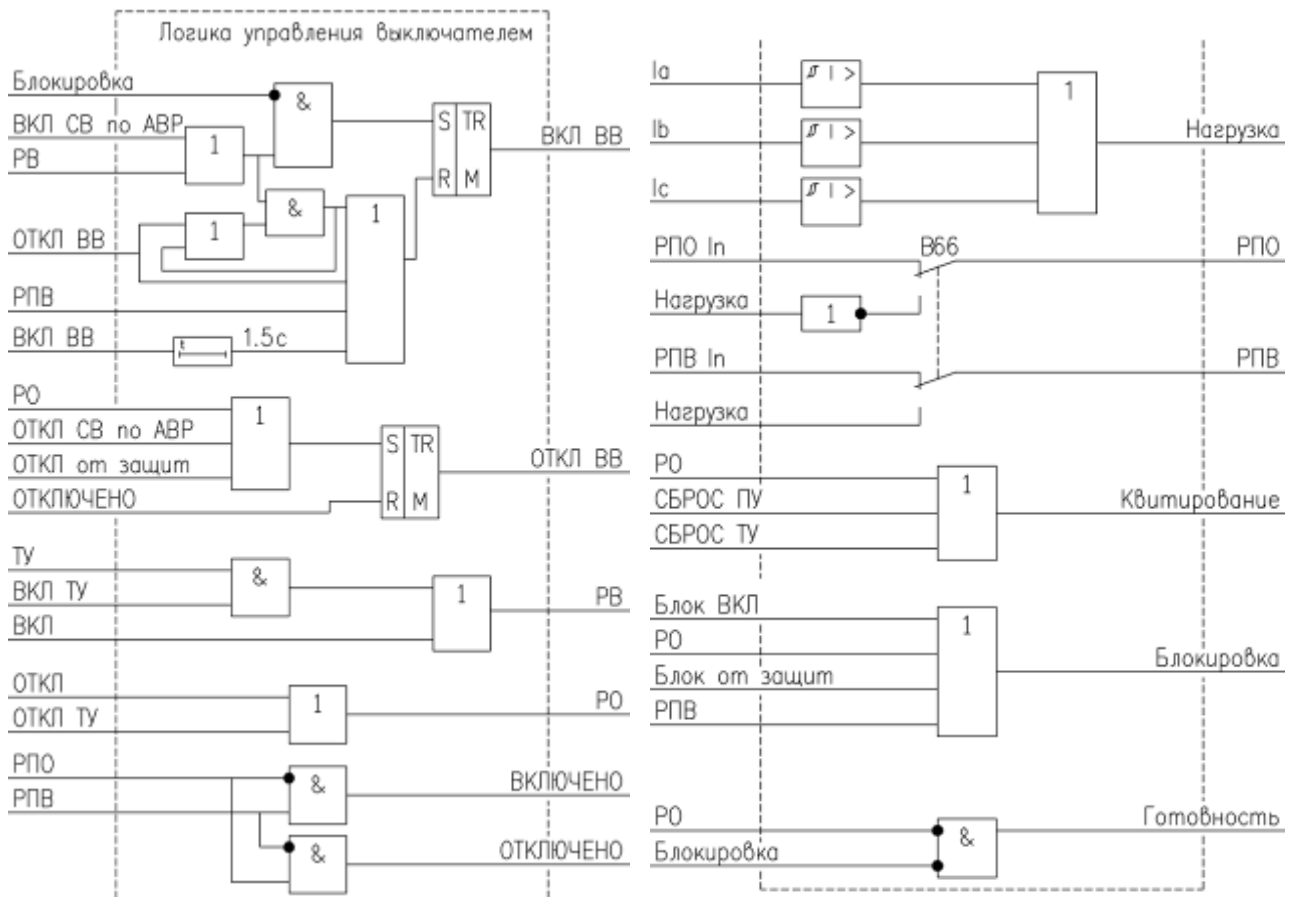 Логика управления выключателем
Блокировка
&
ВКЛ СВ по АВР
1
РВ
S TR
ВКЛ ВВ
R M
&
1
1
ОТКЛ ВВ
РПВ
ВКЛ ВВ
t
1.5с
РО
1
ОТКЛ СВ по АВР
ОТКЛ от защит
S TR
ОТКЛ ВВ
ОТКЛЮЧЕНО
R M
ТУ
&
ВКЛ ТУ
1
РВ
ВКЛ
ОТКЛ
1
РО
ОТКЛ ТУ
РПО
&
ВКЛЮЧЕНО
РПВ
&
ОТКЛЮЧЕНО
Ia
I >
1
Ib
I >
Нагрузка
Ic
I >
РПО In
В66
РПО
Нагрузка
1
РПВ In
РПВ
Нагрузка
РО
1
СБРОС ПУ
Квитирование
СБРОС ТУ
Блок ВКЛ
1
РО
Блокировка
Блок от защит
РПВ
РО
&
Готовность
Блокировка